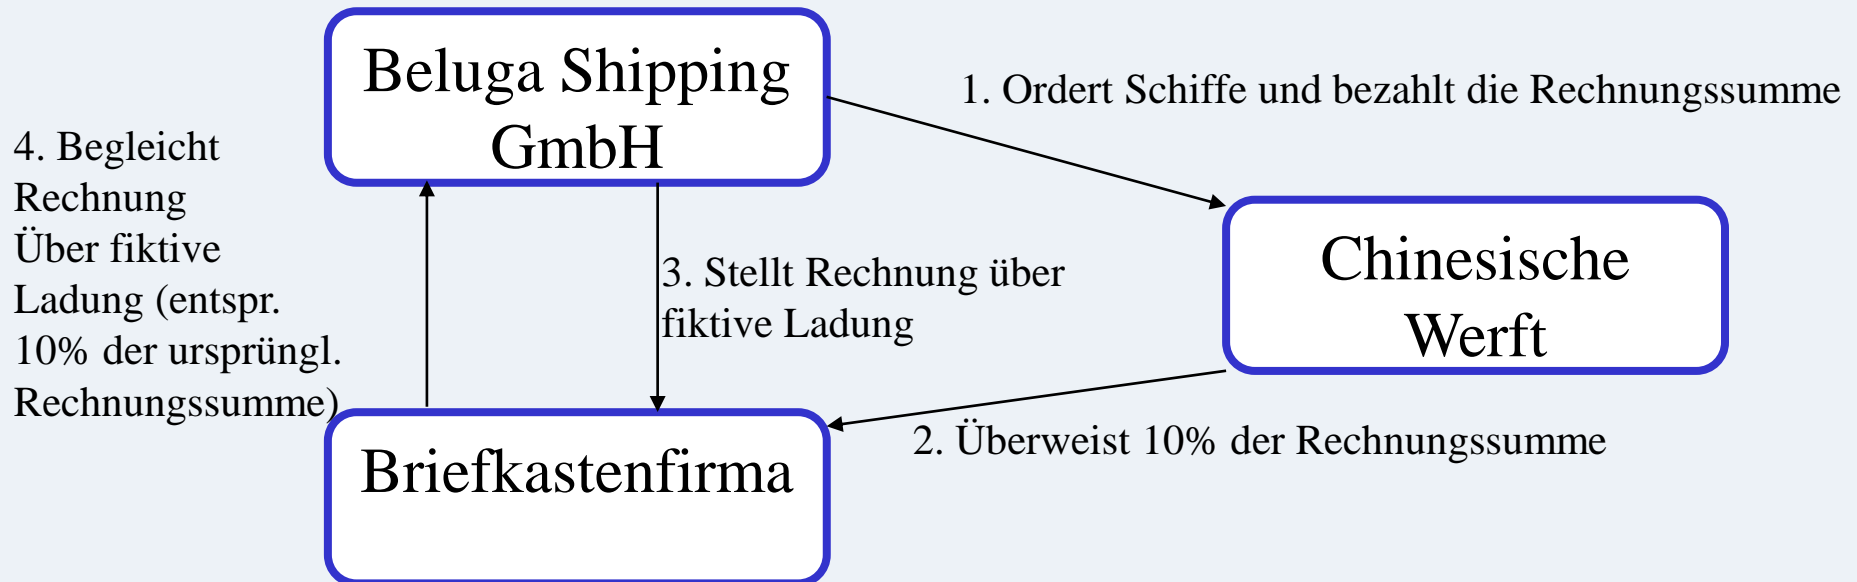 Beluga Shipping
GmbH
1. Ordert Schiffe und bezahlt die Rechnungssumme
4. Begleicht
Rechnung
Über fiktive
Ladung (entspr.
10% der ursprüngl.
Rechnungssumme)
3. Stellt Rechnung über
fiktive Ladung
Chinesische
Werft
2. Überweist 10% der Rechnungssumme
Briefkastenfirma